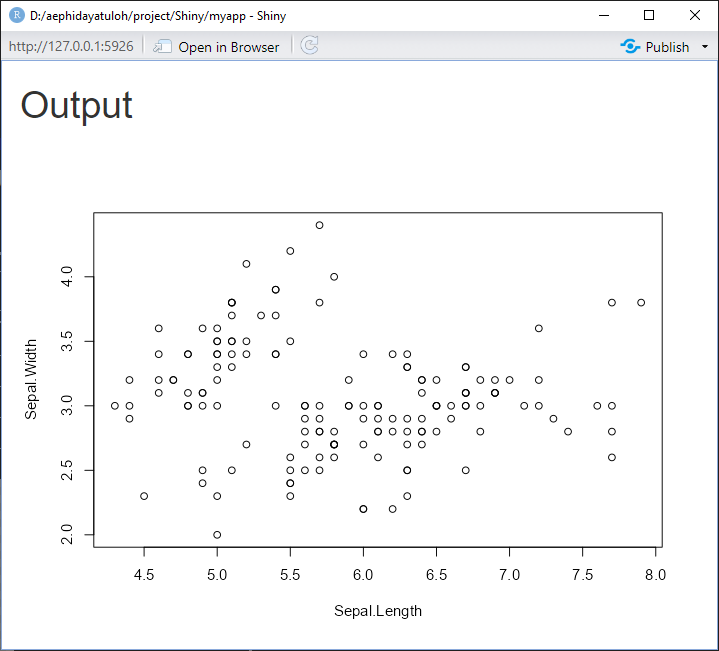 D:/aephidayatuloh/project/Shiny/myapp - Shiny
http://127.0.0.1:5926 Open in Browser Publish
Output
Sepal.Width
4.0
3.5
3.0
2.5
2.0
4.5 5.0 5.5 6.0 6.5 7.0 7.5 8.0
Sepal.Length